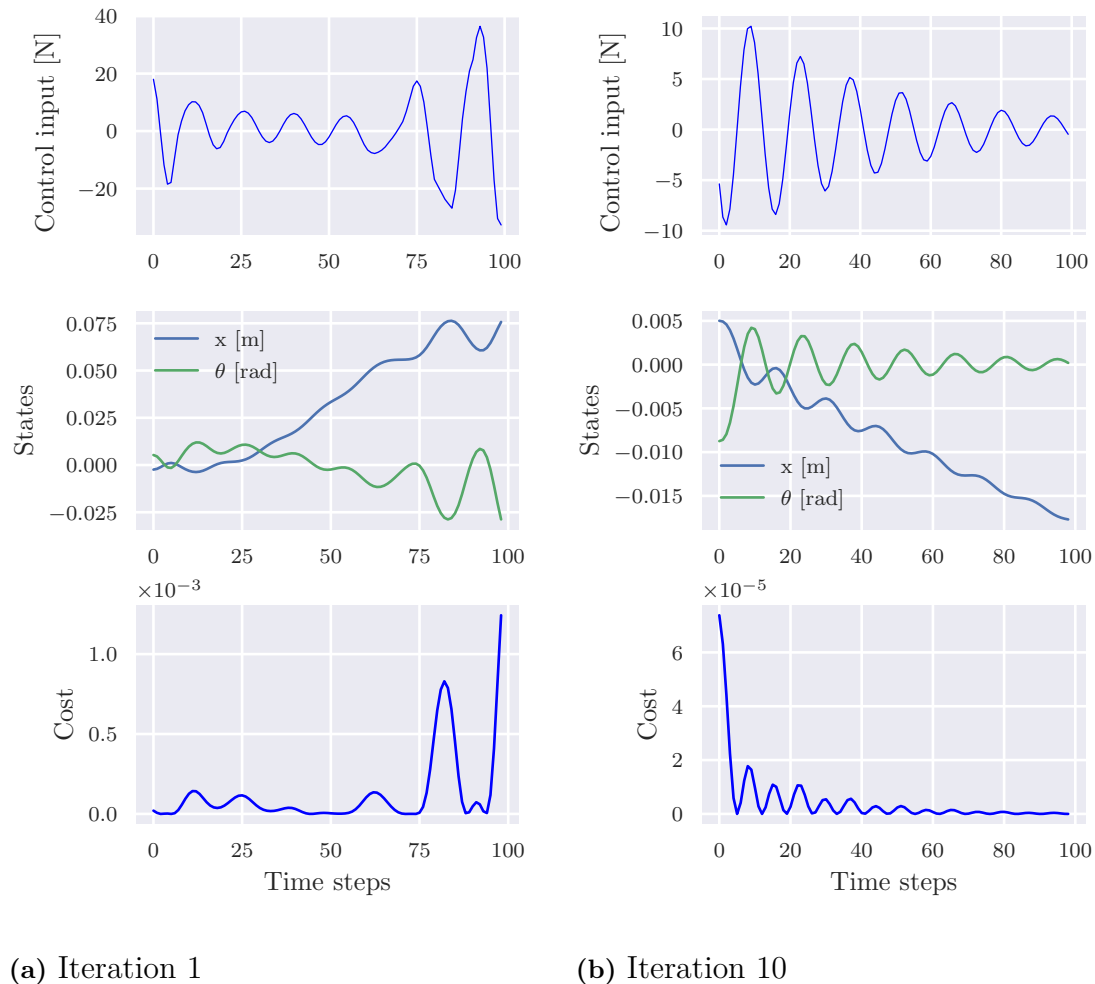 40
20
0
−20
Control input [N]
0 25 50 75 100
10
5
0
−5
−10
Control input [N]
0 20 40 60 80 100
0.075
0.050
0.025
0.000
−0.025
States
x [m]
θ [rad]
0 25 50 75 100
0.005
0.000
−0.005
−0.010
−0.015
States
x [m]
θ [rad]
0 20 40 60 80 100
×10⁻³
1.0
0.5
0.0
Cost
0 25 50 75 100
Time steps
×10⁻⁵
6
4
2
0
Cost
0 20 40 60 80 100
Time steps
(a) Iteration 1
(b) Iteration 10